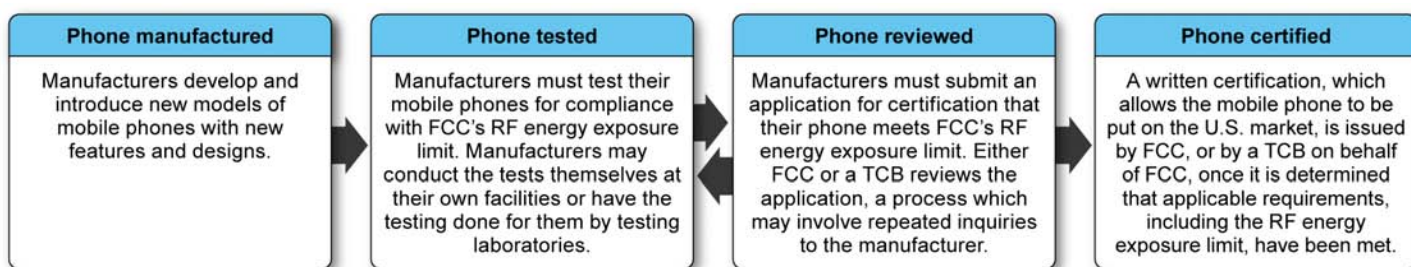 Phone manufactured
Manufacturers develop and
introduce new models of
mobile phones with new
features and designs.
Phone tested
Manufacturers must test their
mobile phones for compliance
with FCC's RF energy exposure
limit. Manufacturers may
conduct the tests themselves at
their own facilities or have the
testing done for them by testing
laboratories.
Phone reviewed
Manufacturers must submit an
application for certification that
their phone meets FCC's RF
energy exposure limit. Either
FCC or a TCB reviews the
application, a process which
may involve repeated inquiries
to the manufacturer.
Phone certified
A written certification, which
allows the mobile phone to be
put on the U.S. market, is issued
by FCC, or by a TCB on behalf
of FCC, once it is determined
that applicable requirements,
including the RF energy
exposure limit, have been met.